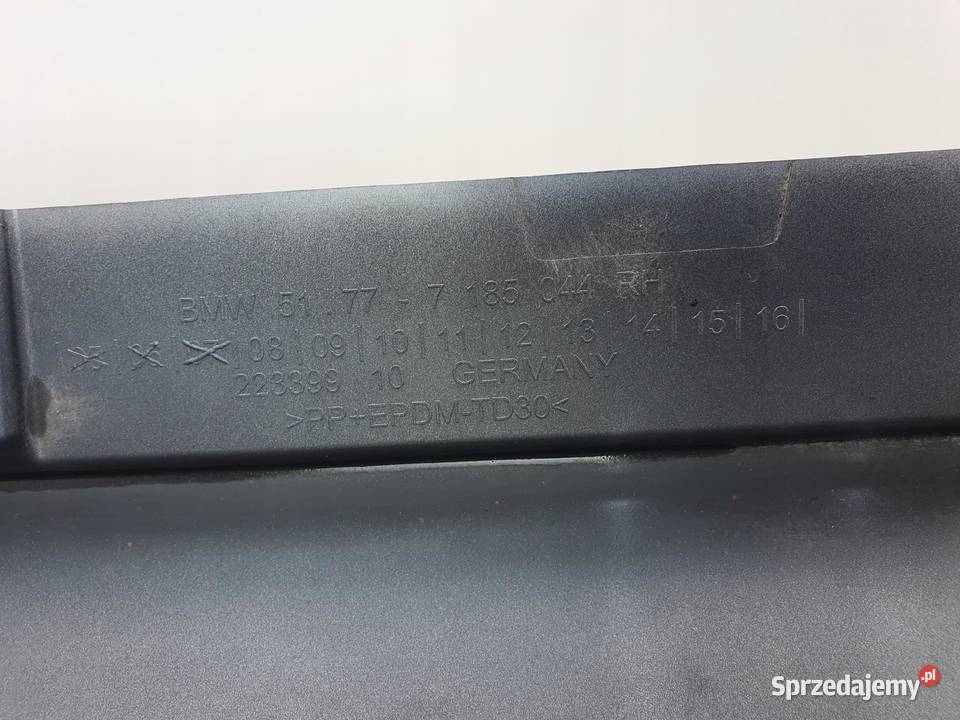 BMW 51.77 - 7 185 044 RH
08|09|10|11|12|13|14|15|16|
223399 10 GERMANY
>PP+EPDM-TD30<
Sprzedajemy.pl